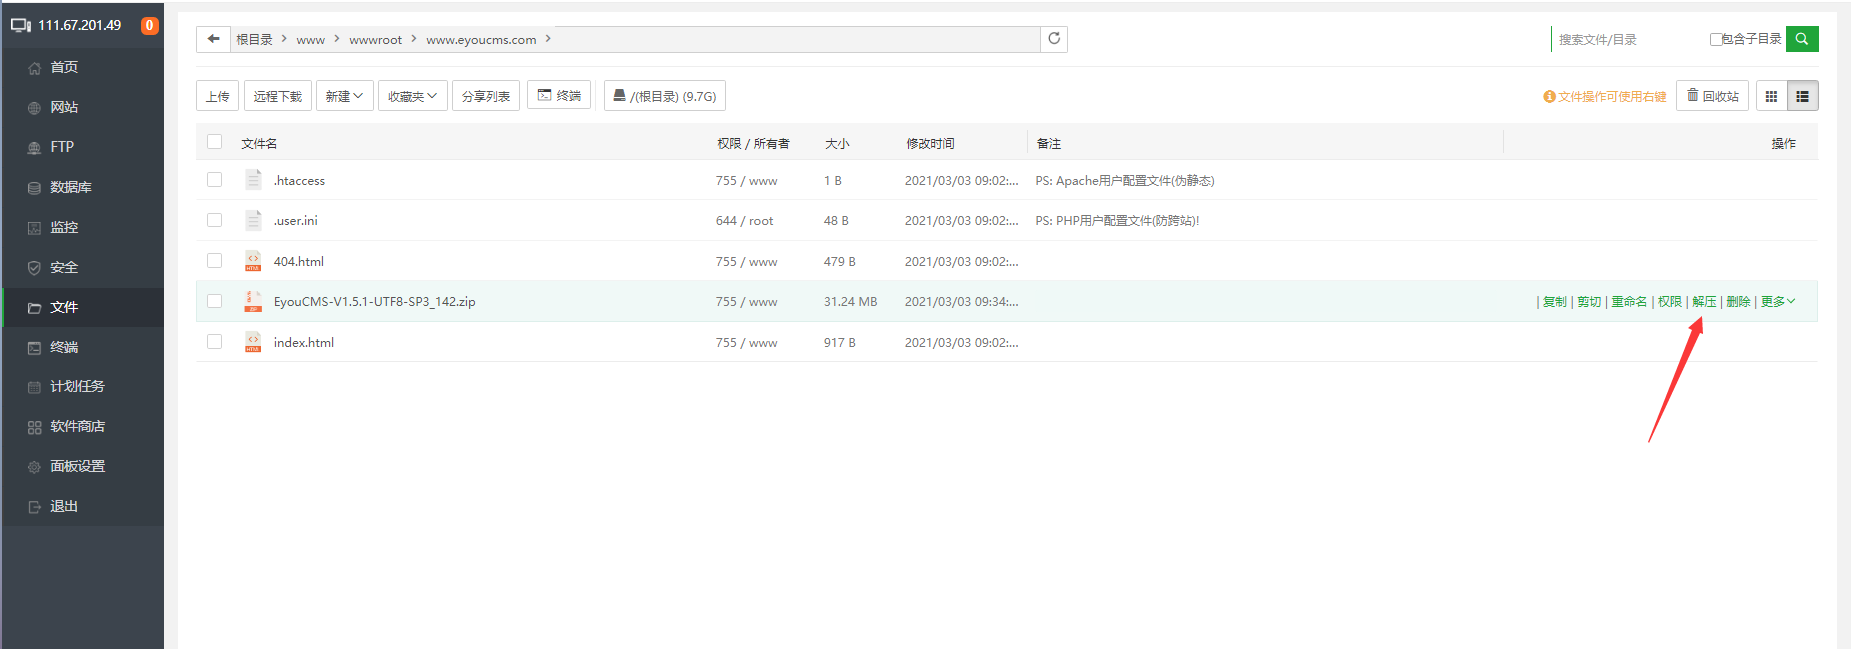 111.67.201.49 0
首页
网站
FTP
数据库
监控
安全
文件
终端
计划任务
软件商店
面板设置
退出
根目录 > www > wwwroot > www.eyoucms.com >
搜索文件/目录 包含子目录
上传 远程下载 新建 收藏夹 分享列表 终端 /(根目录) (9.7G)
文件操作可使用右键 回收站
文件名 权限 / 所有者 大小 修改时间 备注 操作
.htaccess 755 / www 1 B 2021/03/03 09:02:... PS: Apache用户配置文件(伪静态)
.user.ini 644 / root 48 B 2021/03/03 09:02:... PS: PHP用户配置文件(防跨站)!
404.html 755 / www 479 B 2021/03/03 09:02:...
EyouCMS-V1.5.1-UTF8-SP3_142.zip 755 / www 31.24 MB 2021/03/03 09:34:... | 复制 | 剪切 | 重命名 | 权限 | 解压 | 删除 | 更多
index.html 755 / www 917 B 2021/03/03 09:02:...